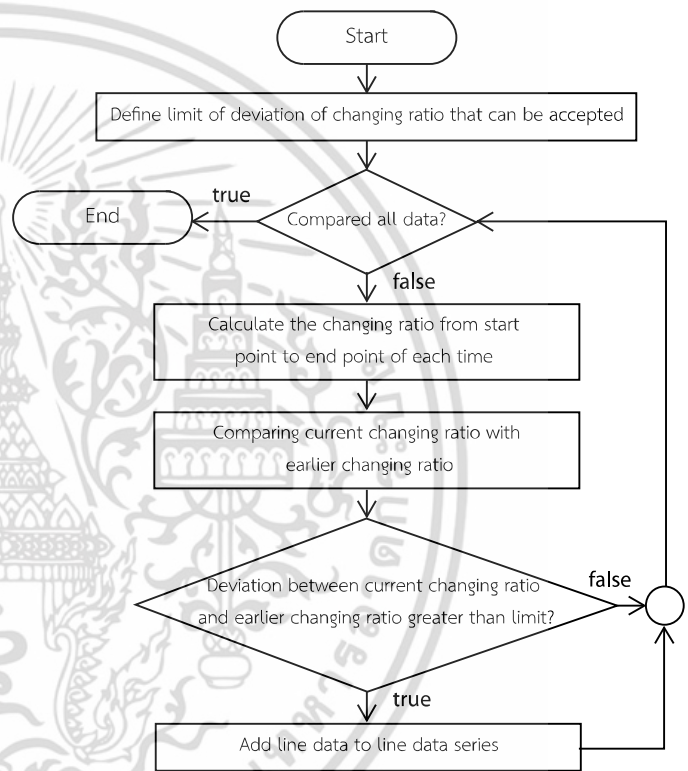 Start
Define limit of deviation of changing ratio that can be accepted
true
End
Compared all data?
false
Calculate the changing ratio from start
point to end point of each time
Comparing current changing ratio with
earlier changing ratio
Deviation between current changing ratio
and earlier changing ratio greater than limit?
false
true
Add line data to line data series